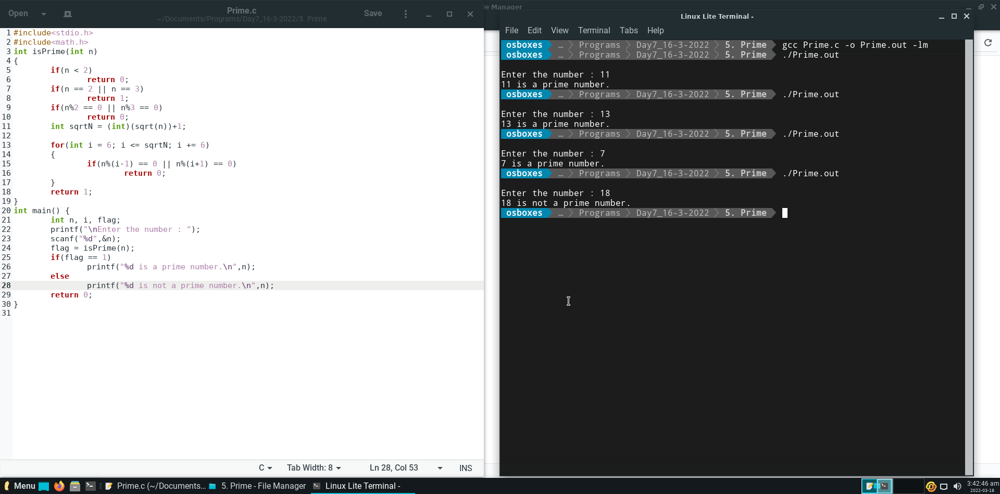 Open
Prime.c
~/Documents/Programs/Day7_16-3-2022/5. Prime
Save
1 #include<stdio.h>
2 #include<math.h>
3 int isPrime(int n)
4 {
5 if(n < 2)
6 return 0;
7 if(n == 2 || n == 3)
8 return 1;
9 if(n%2 == 0 || n%3 == 0)
10 return 0;
11 int sqrtN = (int)(sqrt(n))+1;
12
13 for(int i = 6; i <= sqrtN; i += 6)
14 {
15 if(n%(i-1) == 0 || n%(i+1) == 0)
16 return 0;
17 }
18 return 1;
19 }
20 int main() {
21 int n, i, flag;
22 printf("\nEnter the number : ");
23 scanf("%d",&n);
24 flag = isPrime(n);
25 if(flag == 1)
26 printf("%d is a prime number.\n",n);
27 else
28 printf("%d is not a prime number.\n",n);
29 return 0;
30 }
31
C Tab Width: 8 Ln 28, Col 53 INS
le Manager
Linux Lite Terminal -
File Edit View Terminal Tabs Help
osboxes … Programs Day7_16-3-2022 5. Prime gcc Prime.c -o Prime.out -lm
osboxes … Programs Day7_16-3-2022 5. Prime ./Prime.out
Enter the number : 11
11 is a prime number.
osboxes … Programs Day7_16-3-2022 5. Prime ./Prime.out
Enter the number : 13
13 is a prime number.
osboxes … Programs Day7_16-3-2022 5. Prime ./Prime.out
Enter the number : 7
7 is a prime number.
osboxes … Programs Day7_16-3-2022 5. Prime ./Prime.out
Enter the number : 18
18 is not a prime number.
osboxes … Programs Day7_16-3-2022 5. Prime
Menu Prime.c (~/Documents… 5. Prime - File Manager Linux Lite Terminal - 3:42:46 am
2022-03-18